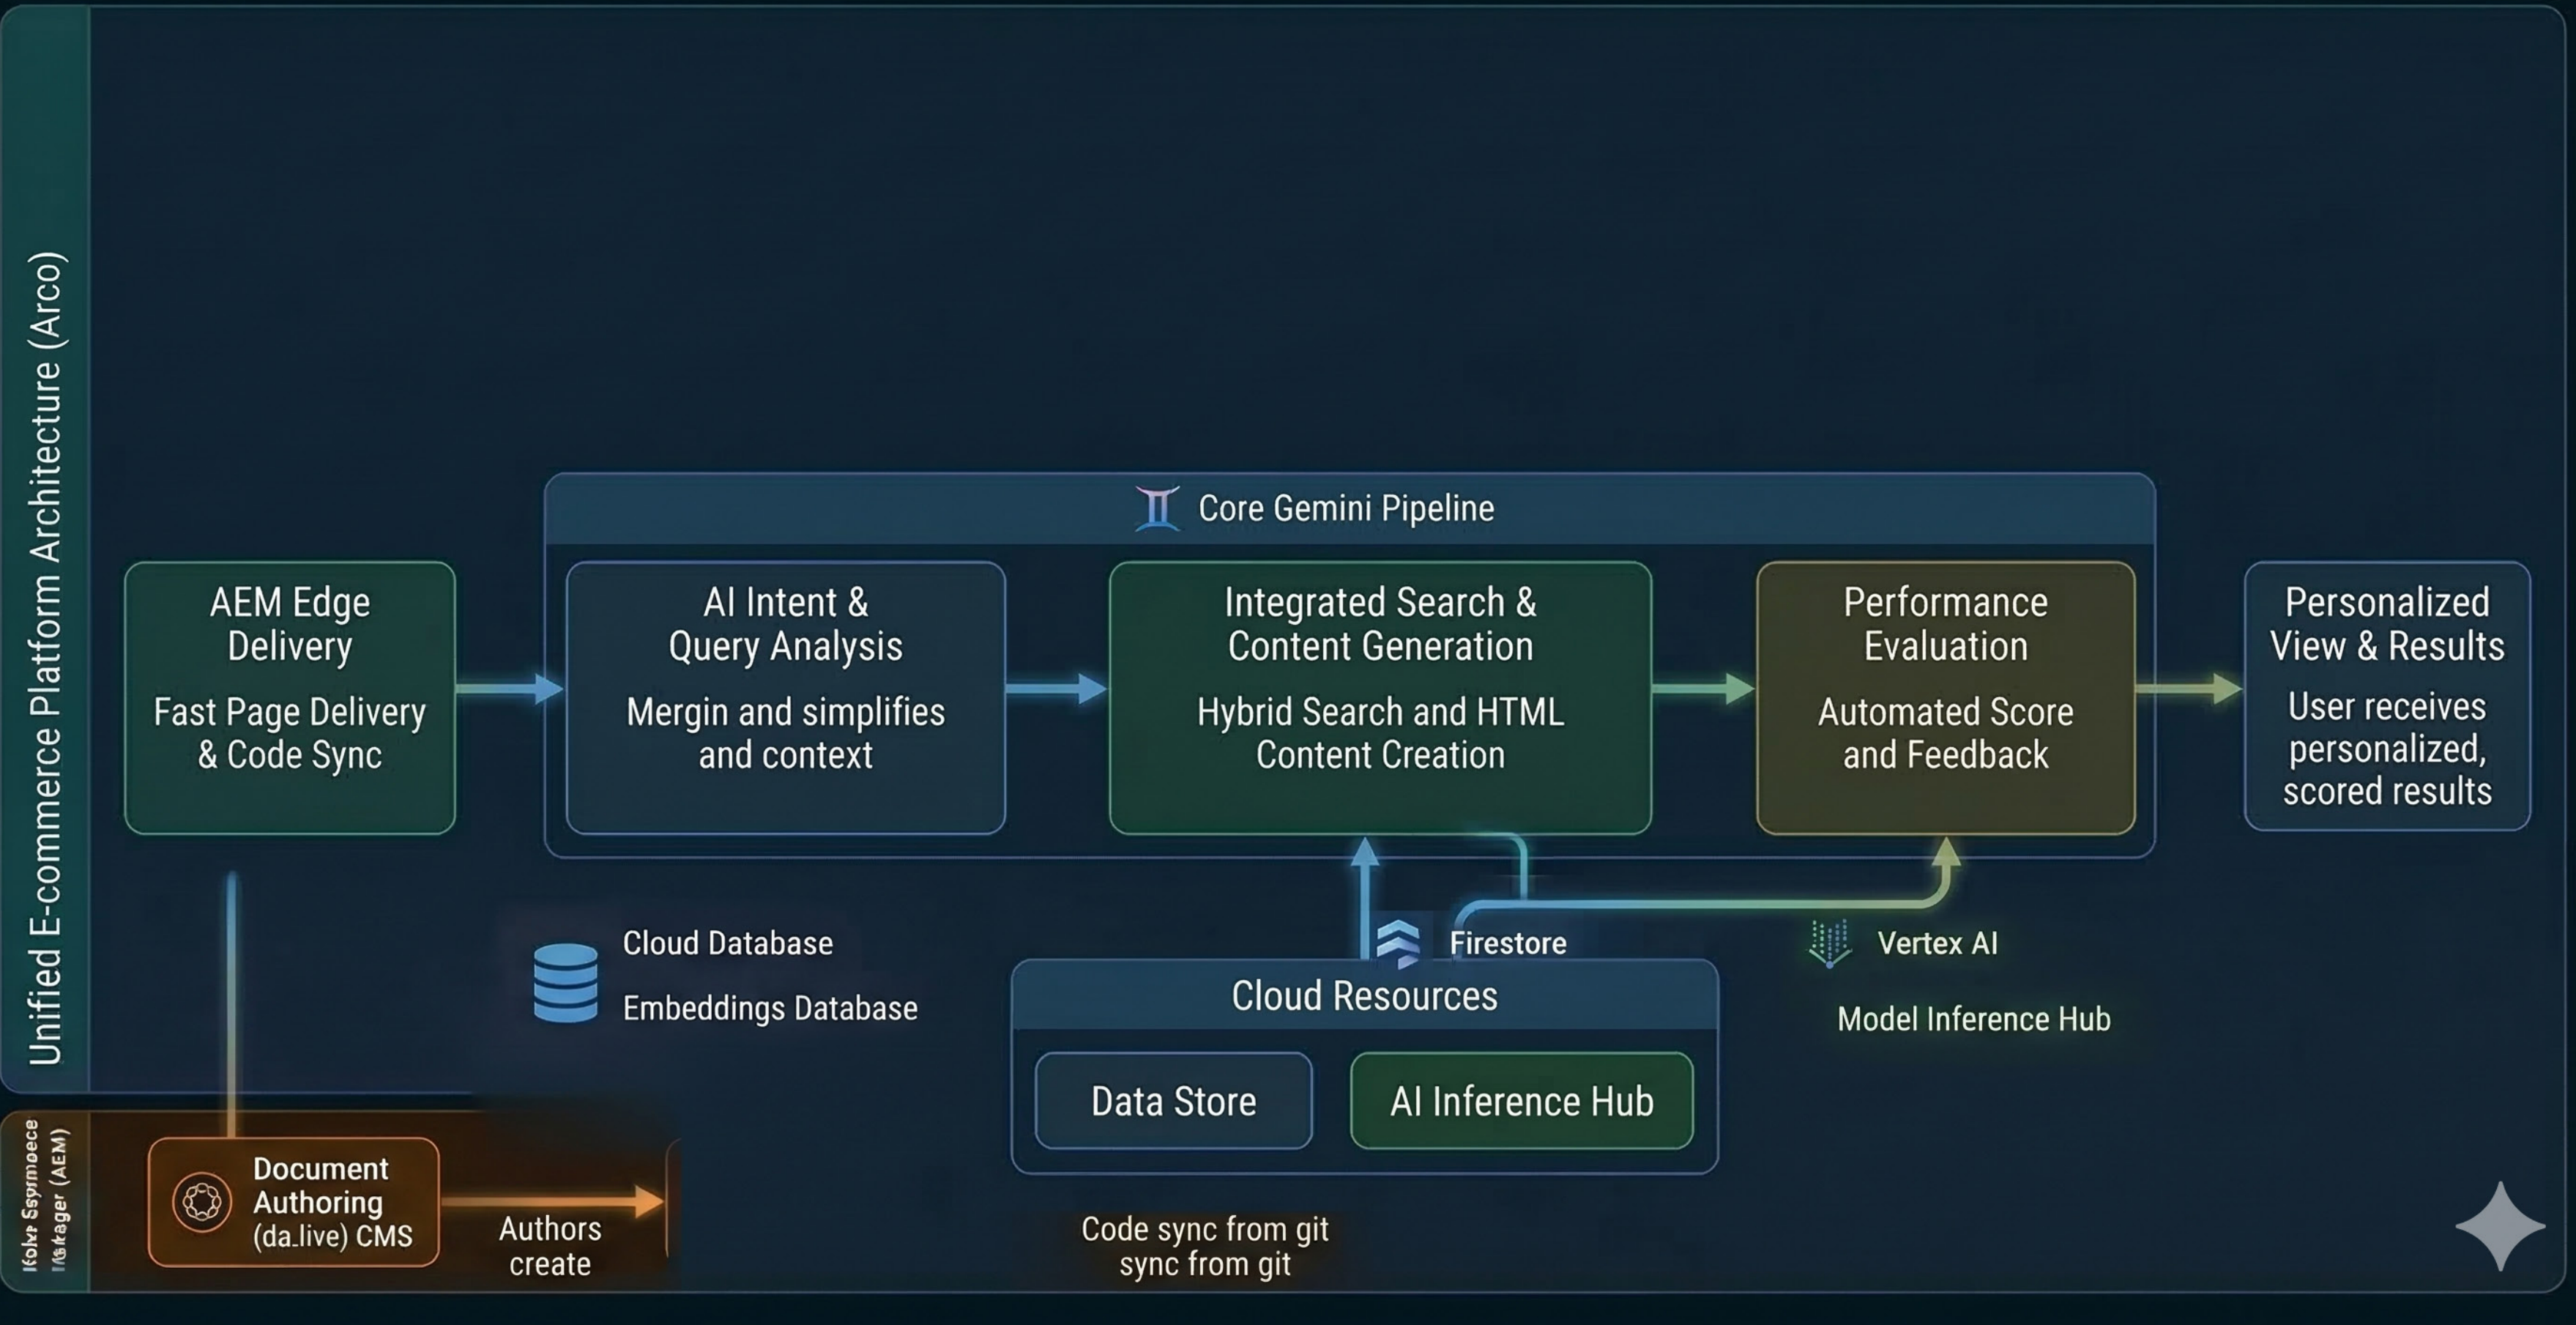 Unified E-commerce Platform Architecture (Arco)
Core Gemini Pipeline
AEM Edge
Delivery
Fast Page Delivery
& Code Sync
AI Intent &
Query Analysis
Mergin and simplifies
and context
Integrated Search &
Content Generation
Hybrid Search and HTML
Content Creation
Performance
Evaluation
Automated Score
and Feedback
Personalized
View & Results
User receives
personalized,
scored results
Cloud Database
Embeddings Database
Firestore
Vertex AI
Model Inference Hub
Cloud Resources
Data Store
AI Inference Hub
(AEM)
Document
Authoring
(da.live) CMS
Authors
create
Code sync from git
sync from git